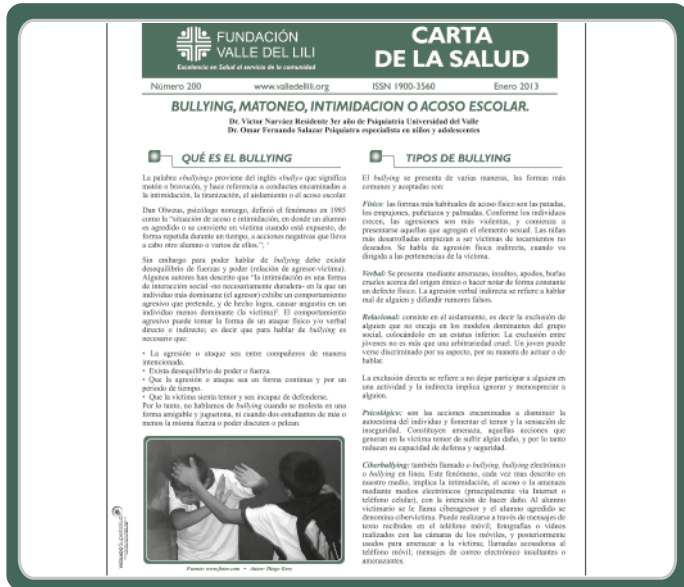 FUNDACIÓN
VALLE DEL LILI
Excelencia en Salud al servicio de la comunidad
CARTA
DE LA SALUD
Número 200
www.valledellili.org
ISSN 1900-3560
Enero 2013
BULLYING, MATONEO, INTIMIDACION O ACOSO ESCOLAR.
Dr. Victor Narváez Residente 3er año de Psiquiatría Universidad del Valle
Dr. Omar Fernando Salazar Psiquiatra especialista en niños y adolescentes
QUÉ ES EL BULLYING
La palabra «bullying» proviene del inglés «bully» que significa
matón o bravucón, y hace referencia a conductas encaminadas a
la intimidación, la tiranización, el aislamiento o el acoso escolar.
Dan Olweus, psicólogo noruego, definió el fenómeno en 1985
como la "situación de acoso e intimidación, en donde un alumno
es agredido o se convierte en víctima cuando está expuesto, de
forma repetida durante un tiempo, a acciones negativas que lleva
a cabo otro alumno o varios de ellos."; ¹
Sin embargo para poder hablar de bullying debe existir
desequilibrio de fuerzas y poder (relación de agresor-víctima).
Algunos autores han descrito que "la intimidación es una forma
de interacción social -no necesariamente duradera- en la que un
individuo más dominante (el agresor) exhibe un comportamiento
agresivo que pretende, y de hecho logra, causar angustia en un
individuo menos dominante (la víctima)². El comportamiento
agresivo puede tomar la forma de un ataque físico y/o verbal
directo o indirecto; es decir que para hablar de bullying es
necesario que:
• La agresión o ataque sea entre compañeros de manera
intencionada.
• Exista desequilibrio de poder o fuerza.
• Que la agresión o ataque sea en forma continua y por un
periodo de tiempo.
• Que la víctima sienta temor y sea incapaz de defenderse.
Por lo tanto, no hablamos de bullying cuando se molesta en una
forma amigable y juguetona, ni cuando dos estudiantes de más o
menos la misma fuerza o poder discuten o pelean.
Fuente: www.flickr.com • Autor: Diego Grez
TIPOS DE BULLYING
El bullying se presenta de varias maneras, las formas más
comunes y aceptadas son:
Físico: las formas más habituales de acoso físico son las patadas,
los empujones, puñetazos y palmadas. Conforme los individuos
crecen, las agresiones son más violentas, y comienza a
presentarse aquellas que agregan el elemento sexual. Las niñas
más desarrolladas empiezan a ser víctimas de tocamientos no
deseados. Se habla de agresión física indirecta, cuando va
dirigida a las pertenencias de la víctima.
Verbal: Se presenta mediante amenazas, insultos, apodos, burlas
crueles acerca del origen étnico o hacer notar de forma constante
un defecto físico. La agresión verbal indirecta se refiere a hablar
mal de alguien y difundir rumores falsos.
Relacional: consiste en el aislamiento, es decir la exclusión de
alguien que no encaja en los modelos dominantes del grupo
social, colocándolo en un estatus inferior. La exclusión entre
jóvenes no es más que una arbitrariedad cruel. Un joven puede
verse discriminado por su aspecto, por su manera de actuar o de
hablar.
La exclusión directa se refiere a no dejar participar a alguien en
una actividad y la indirecta implica ignorar y menospreciar a
alguien.
Psicológico: son las acciones encaminadas a disminuir la
autoestima del individuo y fomentar el temor y la sensación de
inseguridad. Constituyen amenaza, aquellas acciones que
generan en la víctima temor de sufrir algún daño, y por lo tanto
reducen su capacidad de defensa y seguridad.
Ciberbullying: también llamado e-bullying, bullying electrónico
o bullying en línea. Este fenómeno, cada vez mas descrito en
nuestro medio, implica la intimidación, el acoso o la amenaza
mediante medios electrónicos (principalmente vía Internet o
teléfono celular), con la intención de hacer daño. Al alumno
victimario se le llama ciberagresor y el alumno agredido se
denomina cibervíctima. Puede realizarse a través de mensajes de
texto recibidos en el teléfono móvil; fotografías o videos
realizados con las cámaras de los móviles, y posteriormente
usados para amenazar a la víctima; llamadas acosadoras al
teléfono móvil; mensajes de correo electrónico insultantes o
amenazantes.